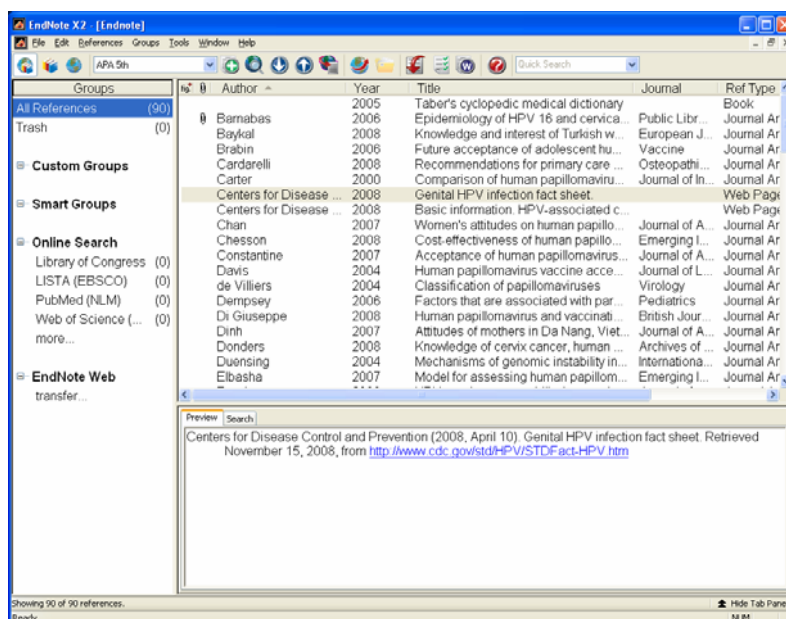 EndNote X2 - [Endnote]
File Edit References Groups Tools Window Help
APA 5th Quick Search
Groups
All References (90)
Trash (0)
Custom Groups
Smart Groups
Online Search
Library of Congress (0)
LISTA (EBSCO) (0)
PubMed (NLM) (0)
Web of Science (... (0)
more...
EndNote Web
transfer...
Author Year Title Journal Ref Type
2005 Taber's cyclopedic medical dictionary Book
Barnabas 2006 Epidemiology of HPV 16 and cervica... Public Libr... Journal Ar
Baykal 2008 Knowledge and interest of Turkish w... European J... Journal Ar
Brabin 2006 Future acceptance of adolescent hu... Vaccine Journal Ar
Cardarelli 2008 Recommendations for primary care ... Osteopathi... Journal Ar
Carter 2000 Comparison of human papillomaviru... Journal of In... Journal Ar
Centers for Disease ... 2008 Genital HPV infection fact sheet. Web Page
Centers for Disease ... 2008 Basic information. HPV-associated c... Web Page
Chan 2007 Women's attitudes on human papillo... Journal of A... Journal Ar
Chesson 2008 Cost-effectiveness of human papillo... Emerging I... Journal Ar
Constantine 2007 Acceptance of human papillomavirus... Journal of A... Journal Ar
Davis 2004 Human papillomavirus vaccine acce... Journal of L... Journal Ar
de Villiers 2004 Classification of papillomaviruses Virology Journal Ar
Dempsey 2006 Factors that are associated with par... Pediatrics Journal Ar
Di Giuseppe 2008 Human papillomavirus and vaccinati... British Jour... Journal Ar
Dinh 2007 Attitudes of mothers in Da Nang, Viet... Journal of A... Journal Ar
Donders 2008 Knowledge of cervix cancer, human ... Archives of ... Journal Ar
Duensing 2004 Mechanisms of genomic instability in... Internationa... Journal Ar
Elbasha 2007 Model for assessing human papillom... Emerging I... Journal Ar
Preview Search
Centers for Disease Control and Prevention (2008, April 10). Genital HPV infection fact sheet. Retrieved
November 15, 2008, from http://www.cdc.gov/std/HPV/STDFact-HPV.htm
Showing 90 of 90 references. Hide Tab Pane
Ready NUM